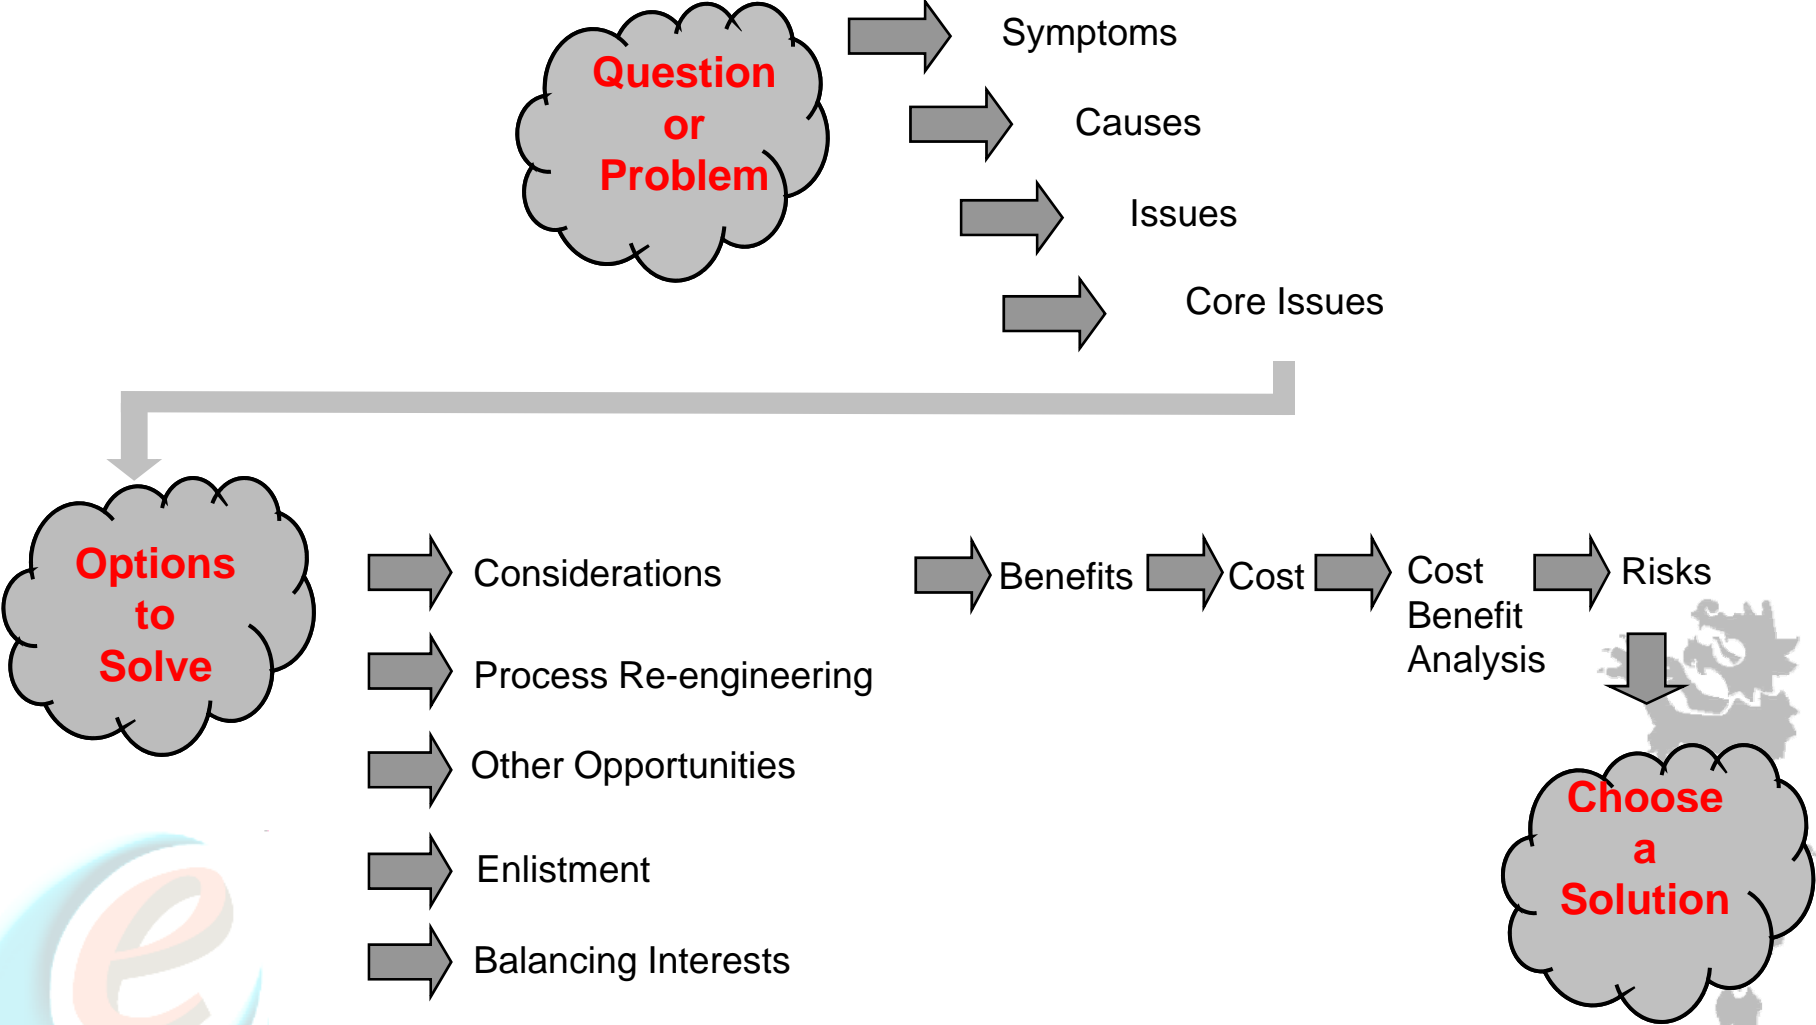 Question
or
Problem
Symptoms
Causes
Issues
Core Issues
Options
to
Solve
Considerations
Process Re-engineering
Other Opportunities
Enlistment
Balancing Interests
Benefits
Cost
Cost
Benefit
Analysis
Risks
Choose
a
Solution
e